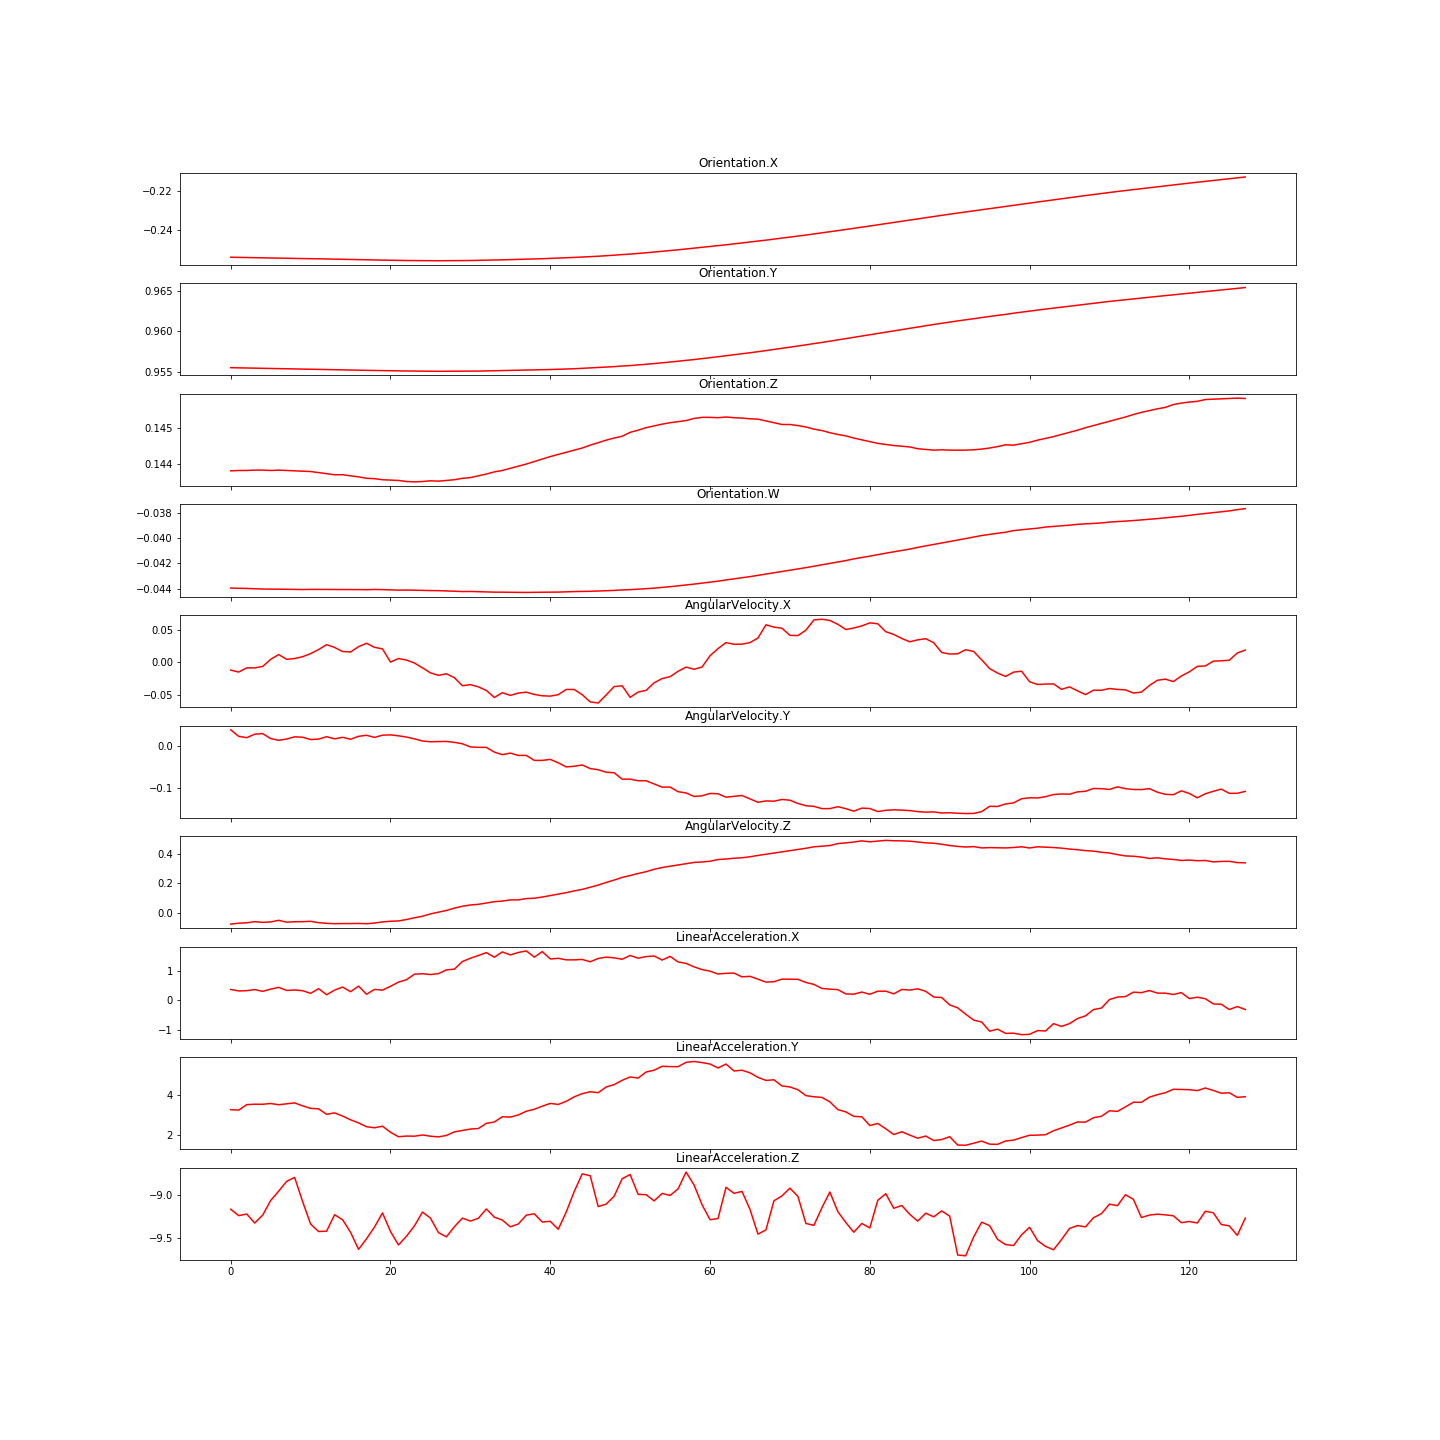 Orientation.X
−0.22
−0.24
Orientation.Y
0.965
0.960
0.955
Orientation.Z
0.145
0.144
Orientation.W
−0.038
−0.040
−0.042
−0.044
AngularVelocity.X
0.05
0.00
−0.05
AngularVelocity.Y
0.0
−0.1
AngularVelocity.Z
0.4
0.2
0.0
LinearAcceleration.X
1
0
−1
LinearAcceleration.Y
4
2
LinearAcceleration.Z
−9.0
−9.5
0 20 40 60 80 100 120